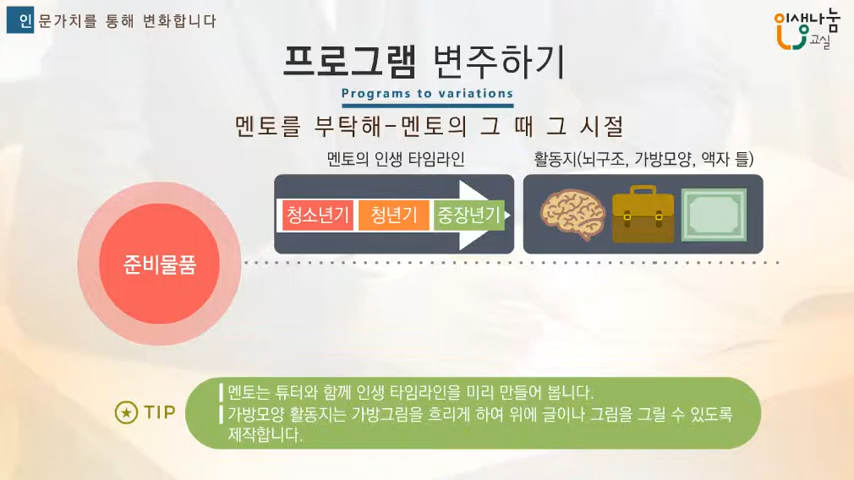 인문가치를 통해 변화합니다
인생나눔
교실
프로그램 변주하기
Programs to variations
멘토를 부탁해-멘토의 그 때 그 시절
멘토의 인생 타임라인
활동지(뇌구조, 가방모양, 액자 틀)
청소년기 청년기 중장년기
준비물품
TIP
멘토는 튜터와 함께 인생 타임라인을 미리 만들어 봅니다.
가방모양 활동지는 가방그림을 흐리게 하여 위에 글이나 그림을 그릴 수 있도록
제작합니다.